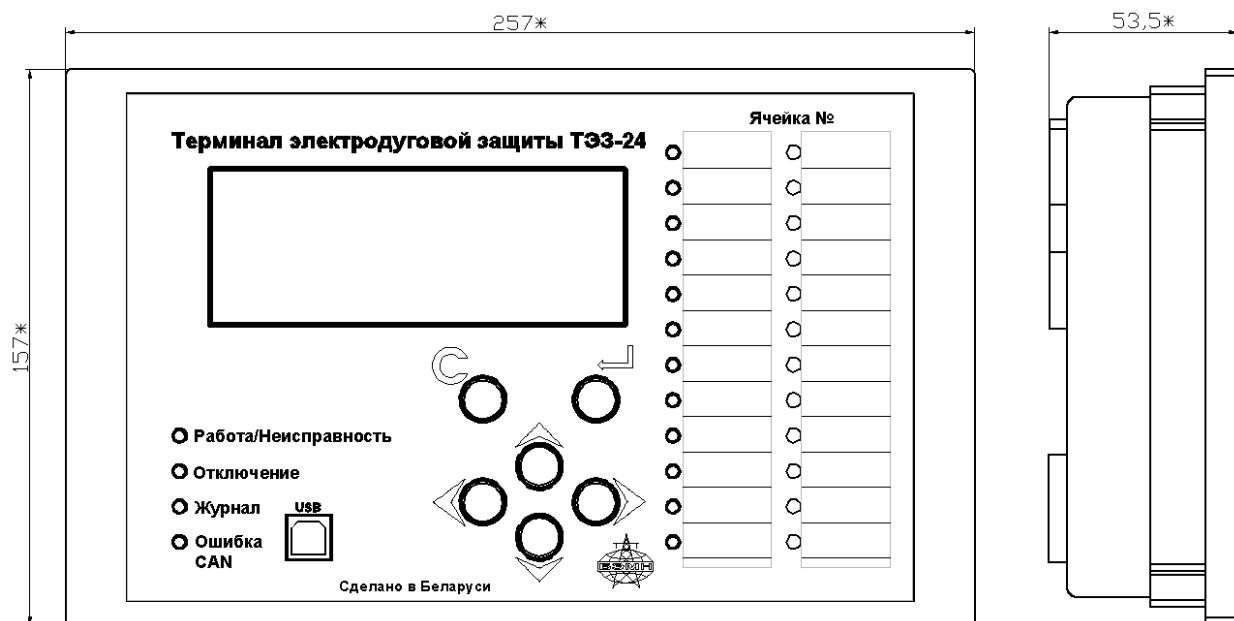 257*
53,5*
157*
Ячейка №
Терминал электродуговой защиты ТЭЗ-24
C
Работа/Неисправность
Отключение
Журнал
USB
Ошибка
CAN
БЭМН
Сделано в Беларуси